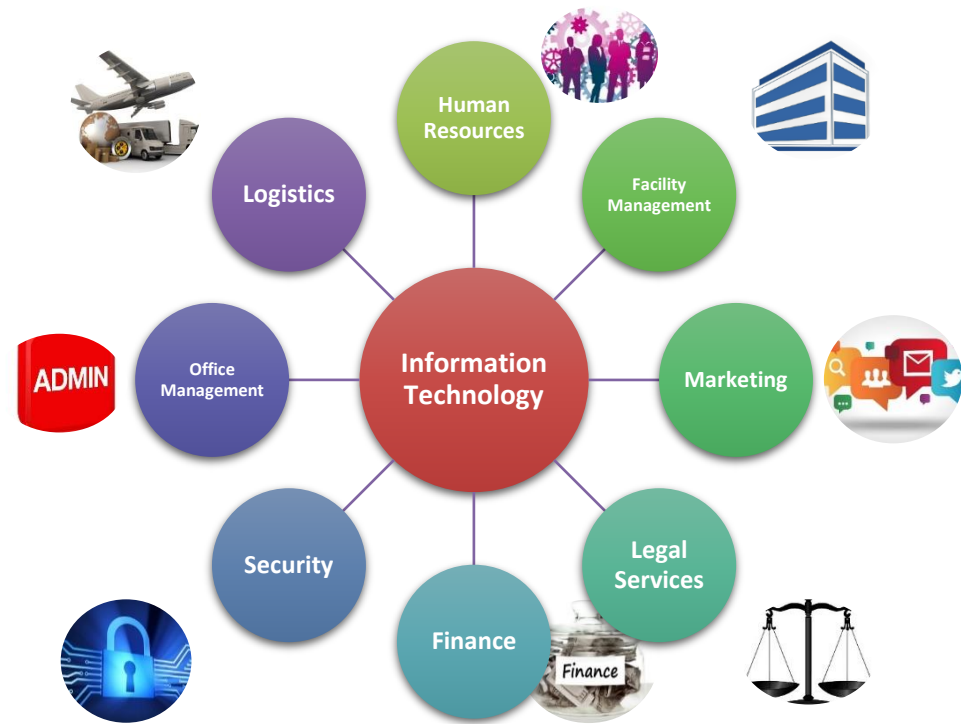 Human
Resources
Facility
Management
Marketing
Legal
Services
Finance
Finance
Security
Office
Management
ADMIN
Logistics
Information
Technology